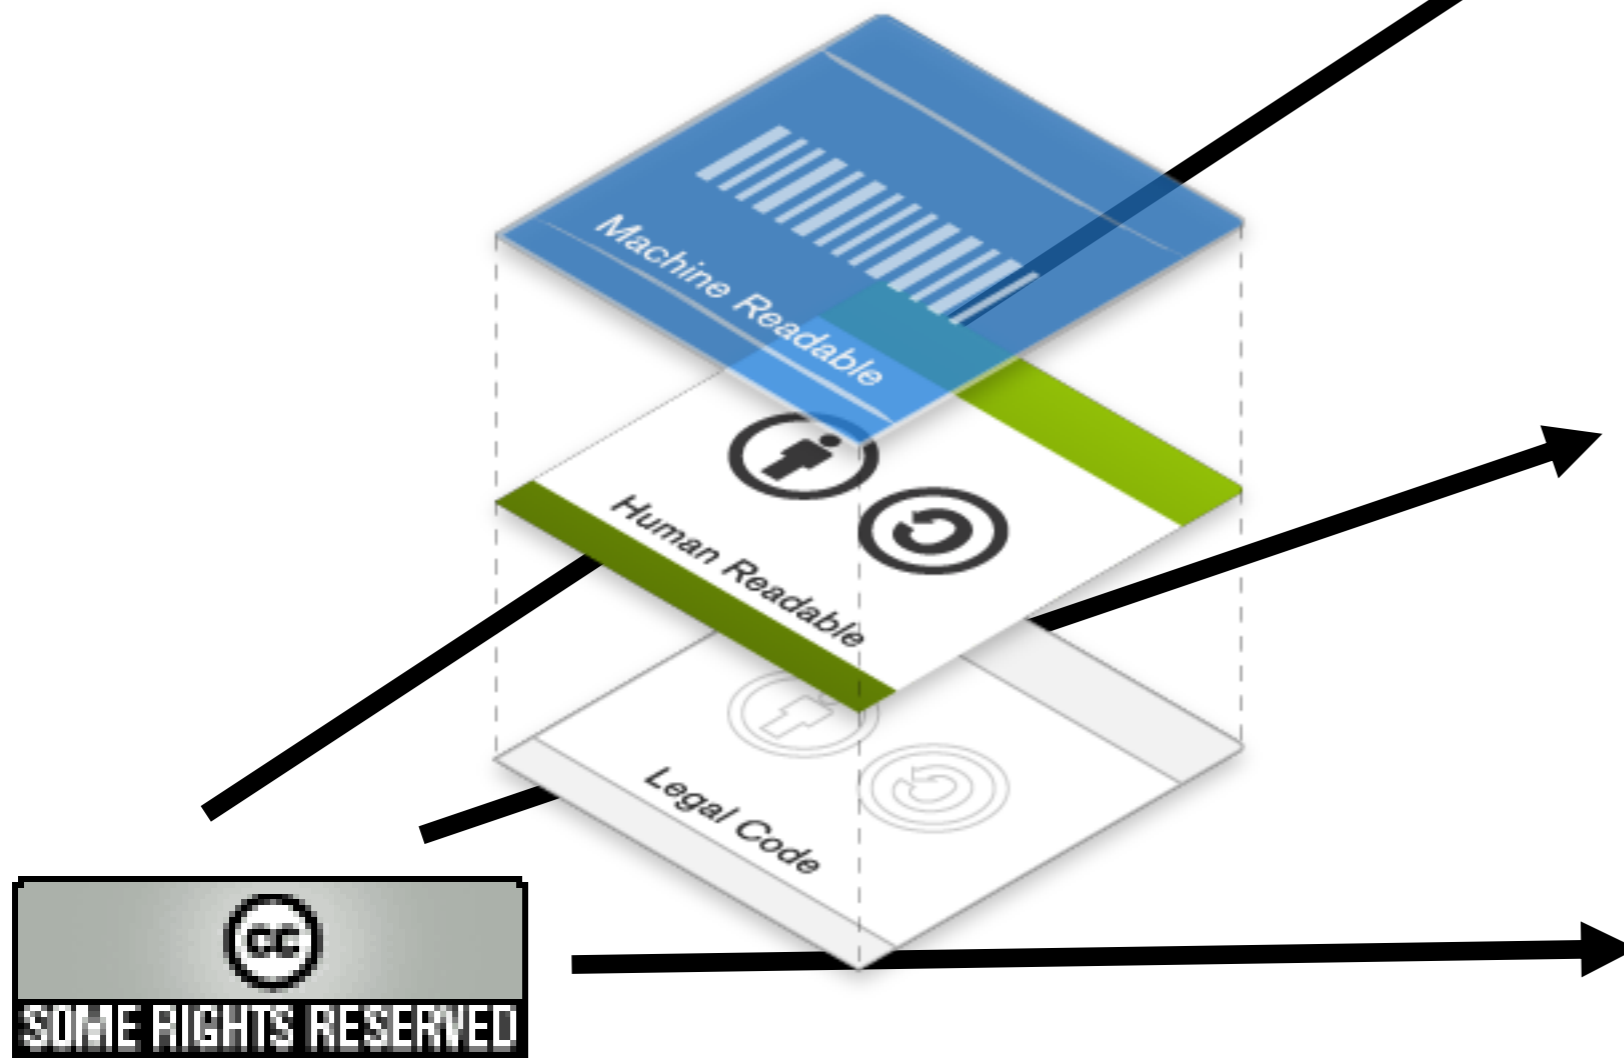 Machine Readable
Human Readable
Legal Code
cc
SOME RIGHTS RESERVED